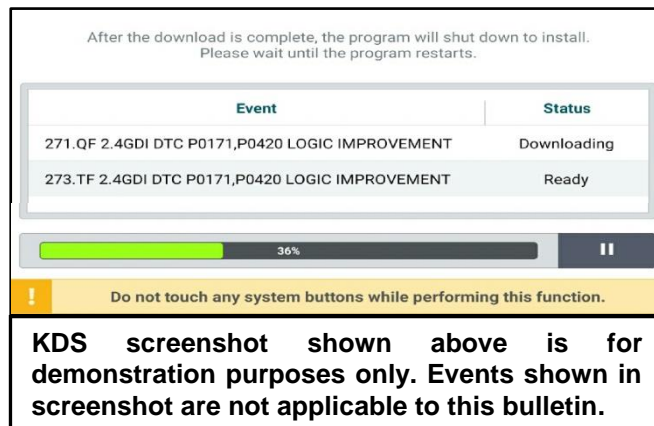 After the download is complete, the program will shut down to install.
Please wait until the program restarts.
Event Status
271.QF 2.4GDI DTC P0171,P0420 LOGIC IMPROVEMENT Downloading
273.TF 2.4GDI DTC P0171,P0420 LOGIC IMPROVEMENT Ready
36%
! Do not touch any system buttons while performing this function.
KDS screenshot shown above is for
demonstration purposes only. Events shown in
screenshot are not applicable to this bulletin.